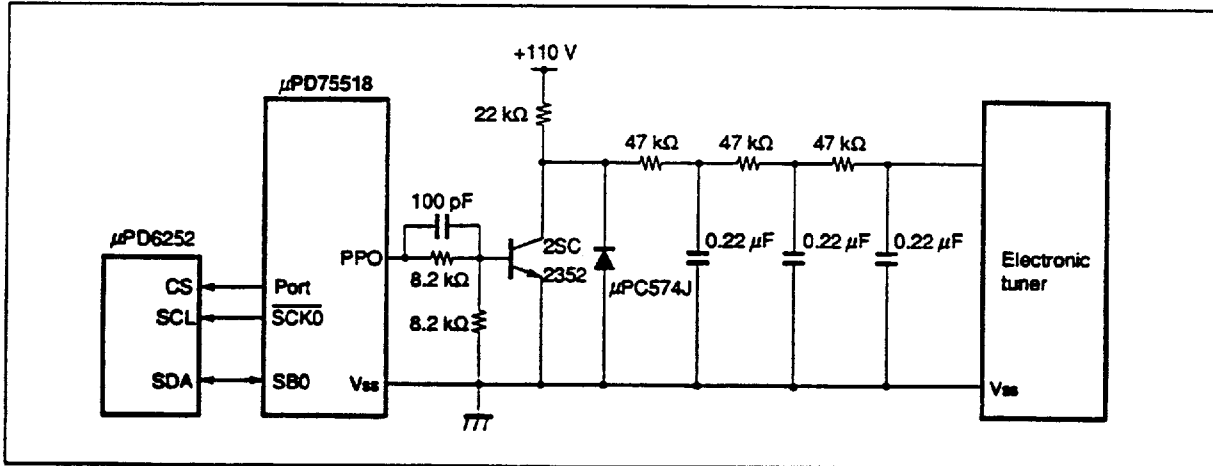 +110 V
μPD75518
22 kΩ
47 kΩ
47 kΩ
47 kΩ
100 pF
μPD6252
PPO
8.2 kΩ
2SC
2352
μPC574J
0.22 μF
0.22 μF
0.22 μF
Electronic
tuner
CS
Port
SCL
SCK0
8.2 kΩ
SDA
SB0
Vss
Vss